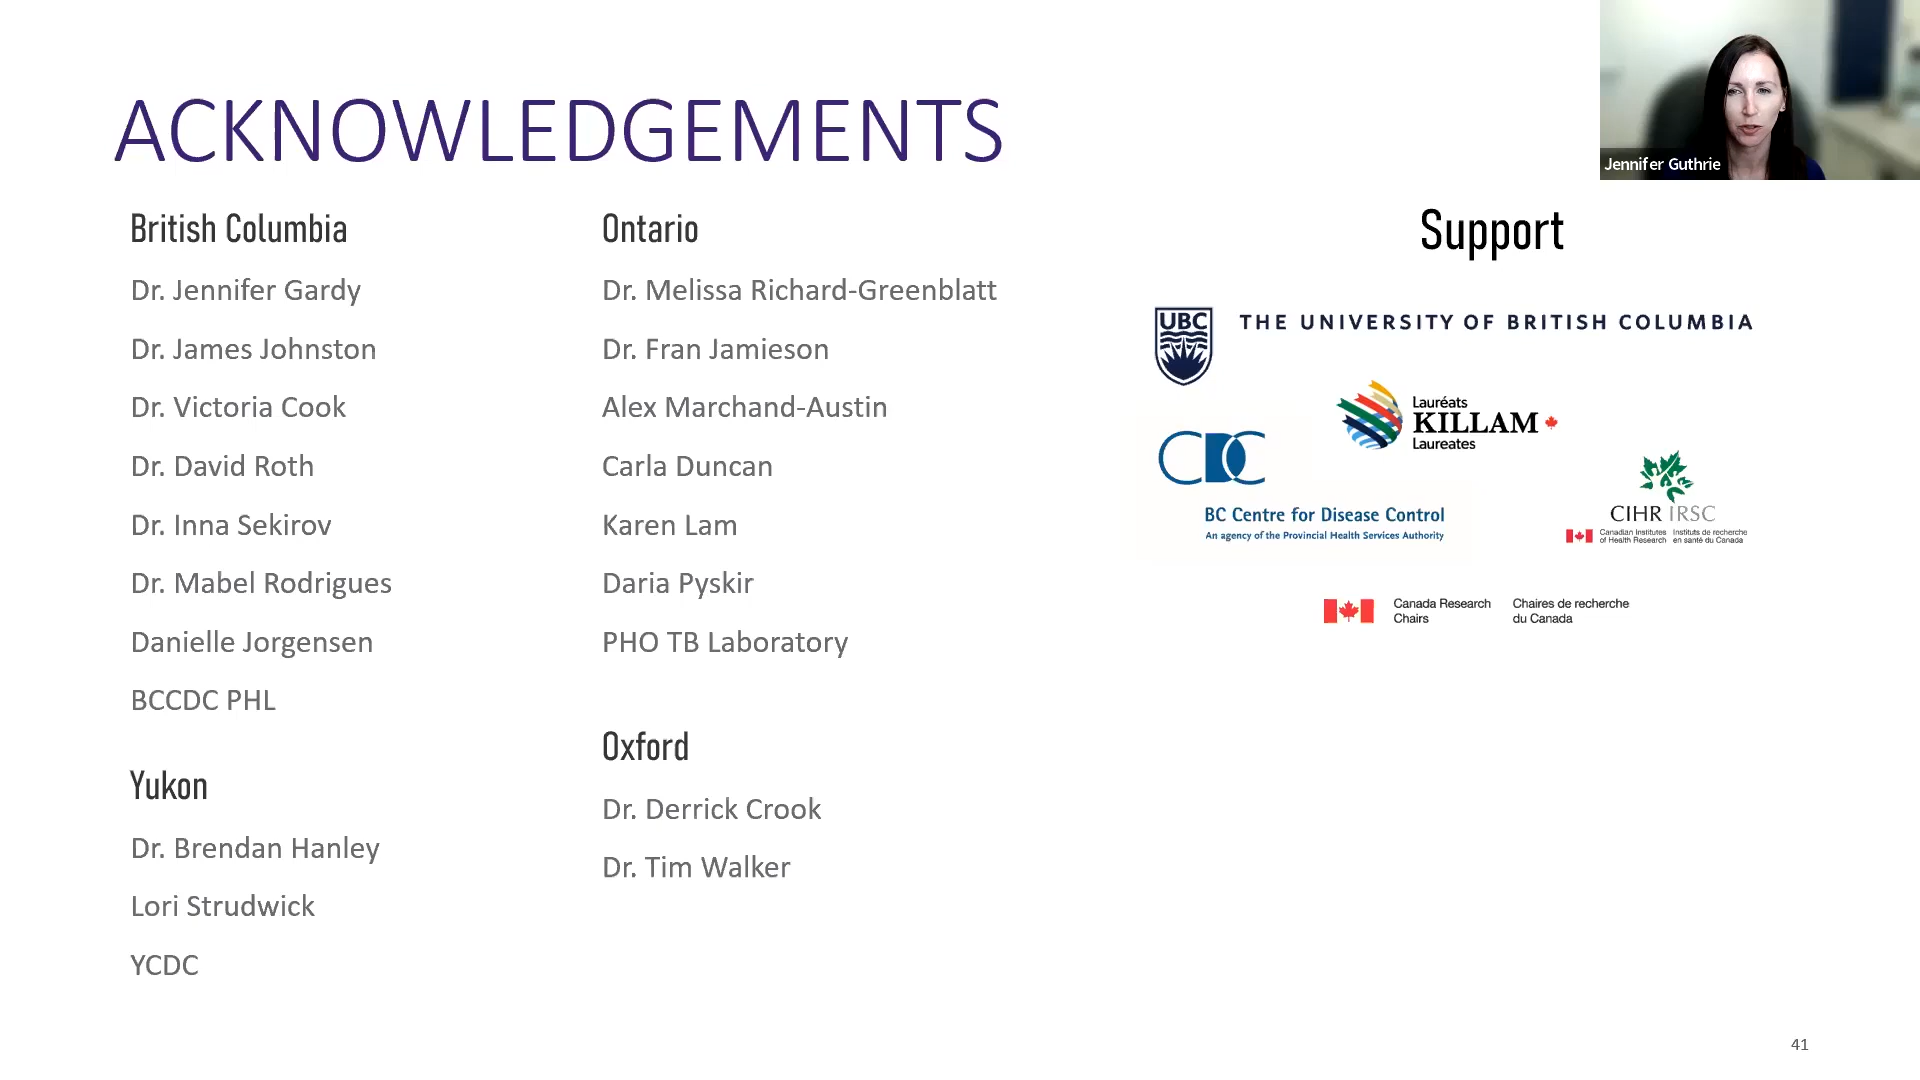 ACKNOWLEDGEMENTS
Jennifer Guthrie
British Columbia
Dr. Jennifer Gardy
Dr. James Johnston
Dr. Victoria Cook
Dr. David Roth
Dr. Inna Sekirov
Dr. Mabel Rodrigues
Danielle Jorgensen
BCCDC PHL
Yukon
Dr. Brendan Hanley
Lori Strudwick
YCDC
Ontario
Dr. Melissa Richard-Greenblatt
Dr. Fran Jamieson
Alex Marchand-Austin
Carla Duncan
Karen Lam
Daria Pyskir
PHO TB Laboratory
Oxford
Dr. Derrick Crook
Dr. Tim Walker
Support
UBC
THE UNIVERSITY OF BRITISH COLUMBIA
Lauréats
KILLAM
Laureates
CDC
BC Centre for Disease Control
An agency of the Provincial Health Services Authority
CIHR IRSC
Canadian Institutes
of Health Research
Instituts de recherche
en santé du Canada
Canada Research
Chairs
Chaires de recherche
du Canada
41